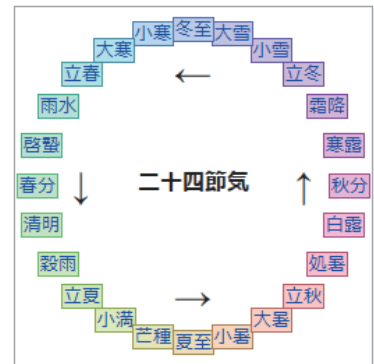 冬至
小寒
大寒
立春
雨水
啓蟄
春分
清明
穀雨
立夏
小満
芒種
夏至
小暑
大暑
立秋
処暑
白露
秋分
寒露
霜降
立冬
小雪
大雪
二十四節気